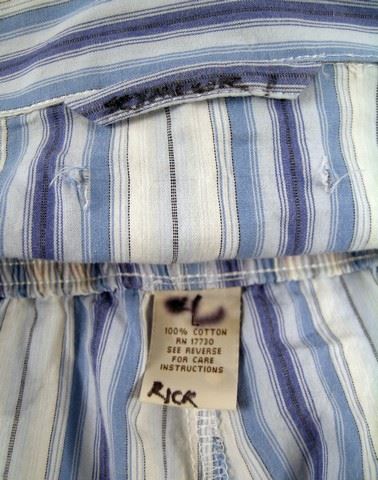 L
100% COTTON
RN 17730
SEE REVERSE
FOR CARE
INSTRUCTIONS
RICK